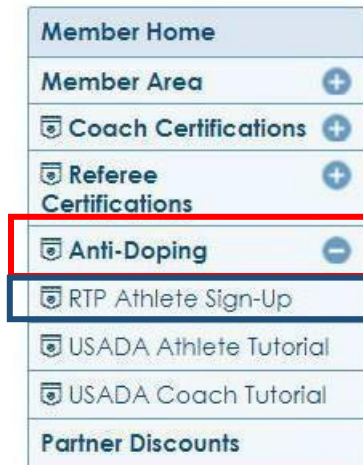 Member Home
Member Area
Coach Certifications
Referee
Certifications
Anti-Doping
RTP Athlete Sign-Up
USADA Athlete Tutorial
USADA Coach Tutorial
Partner Discounts